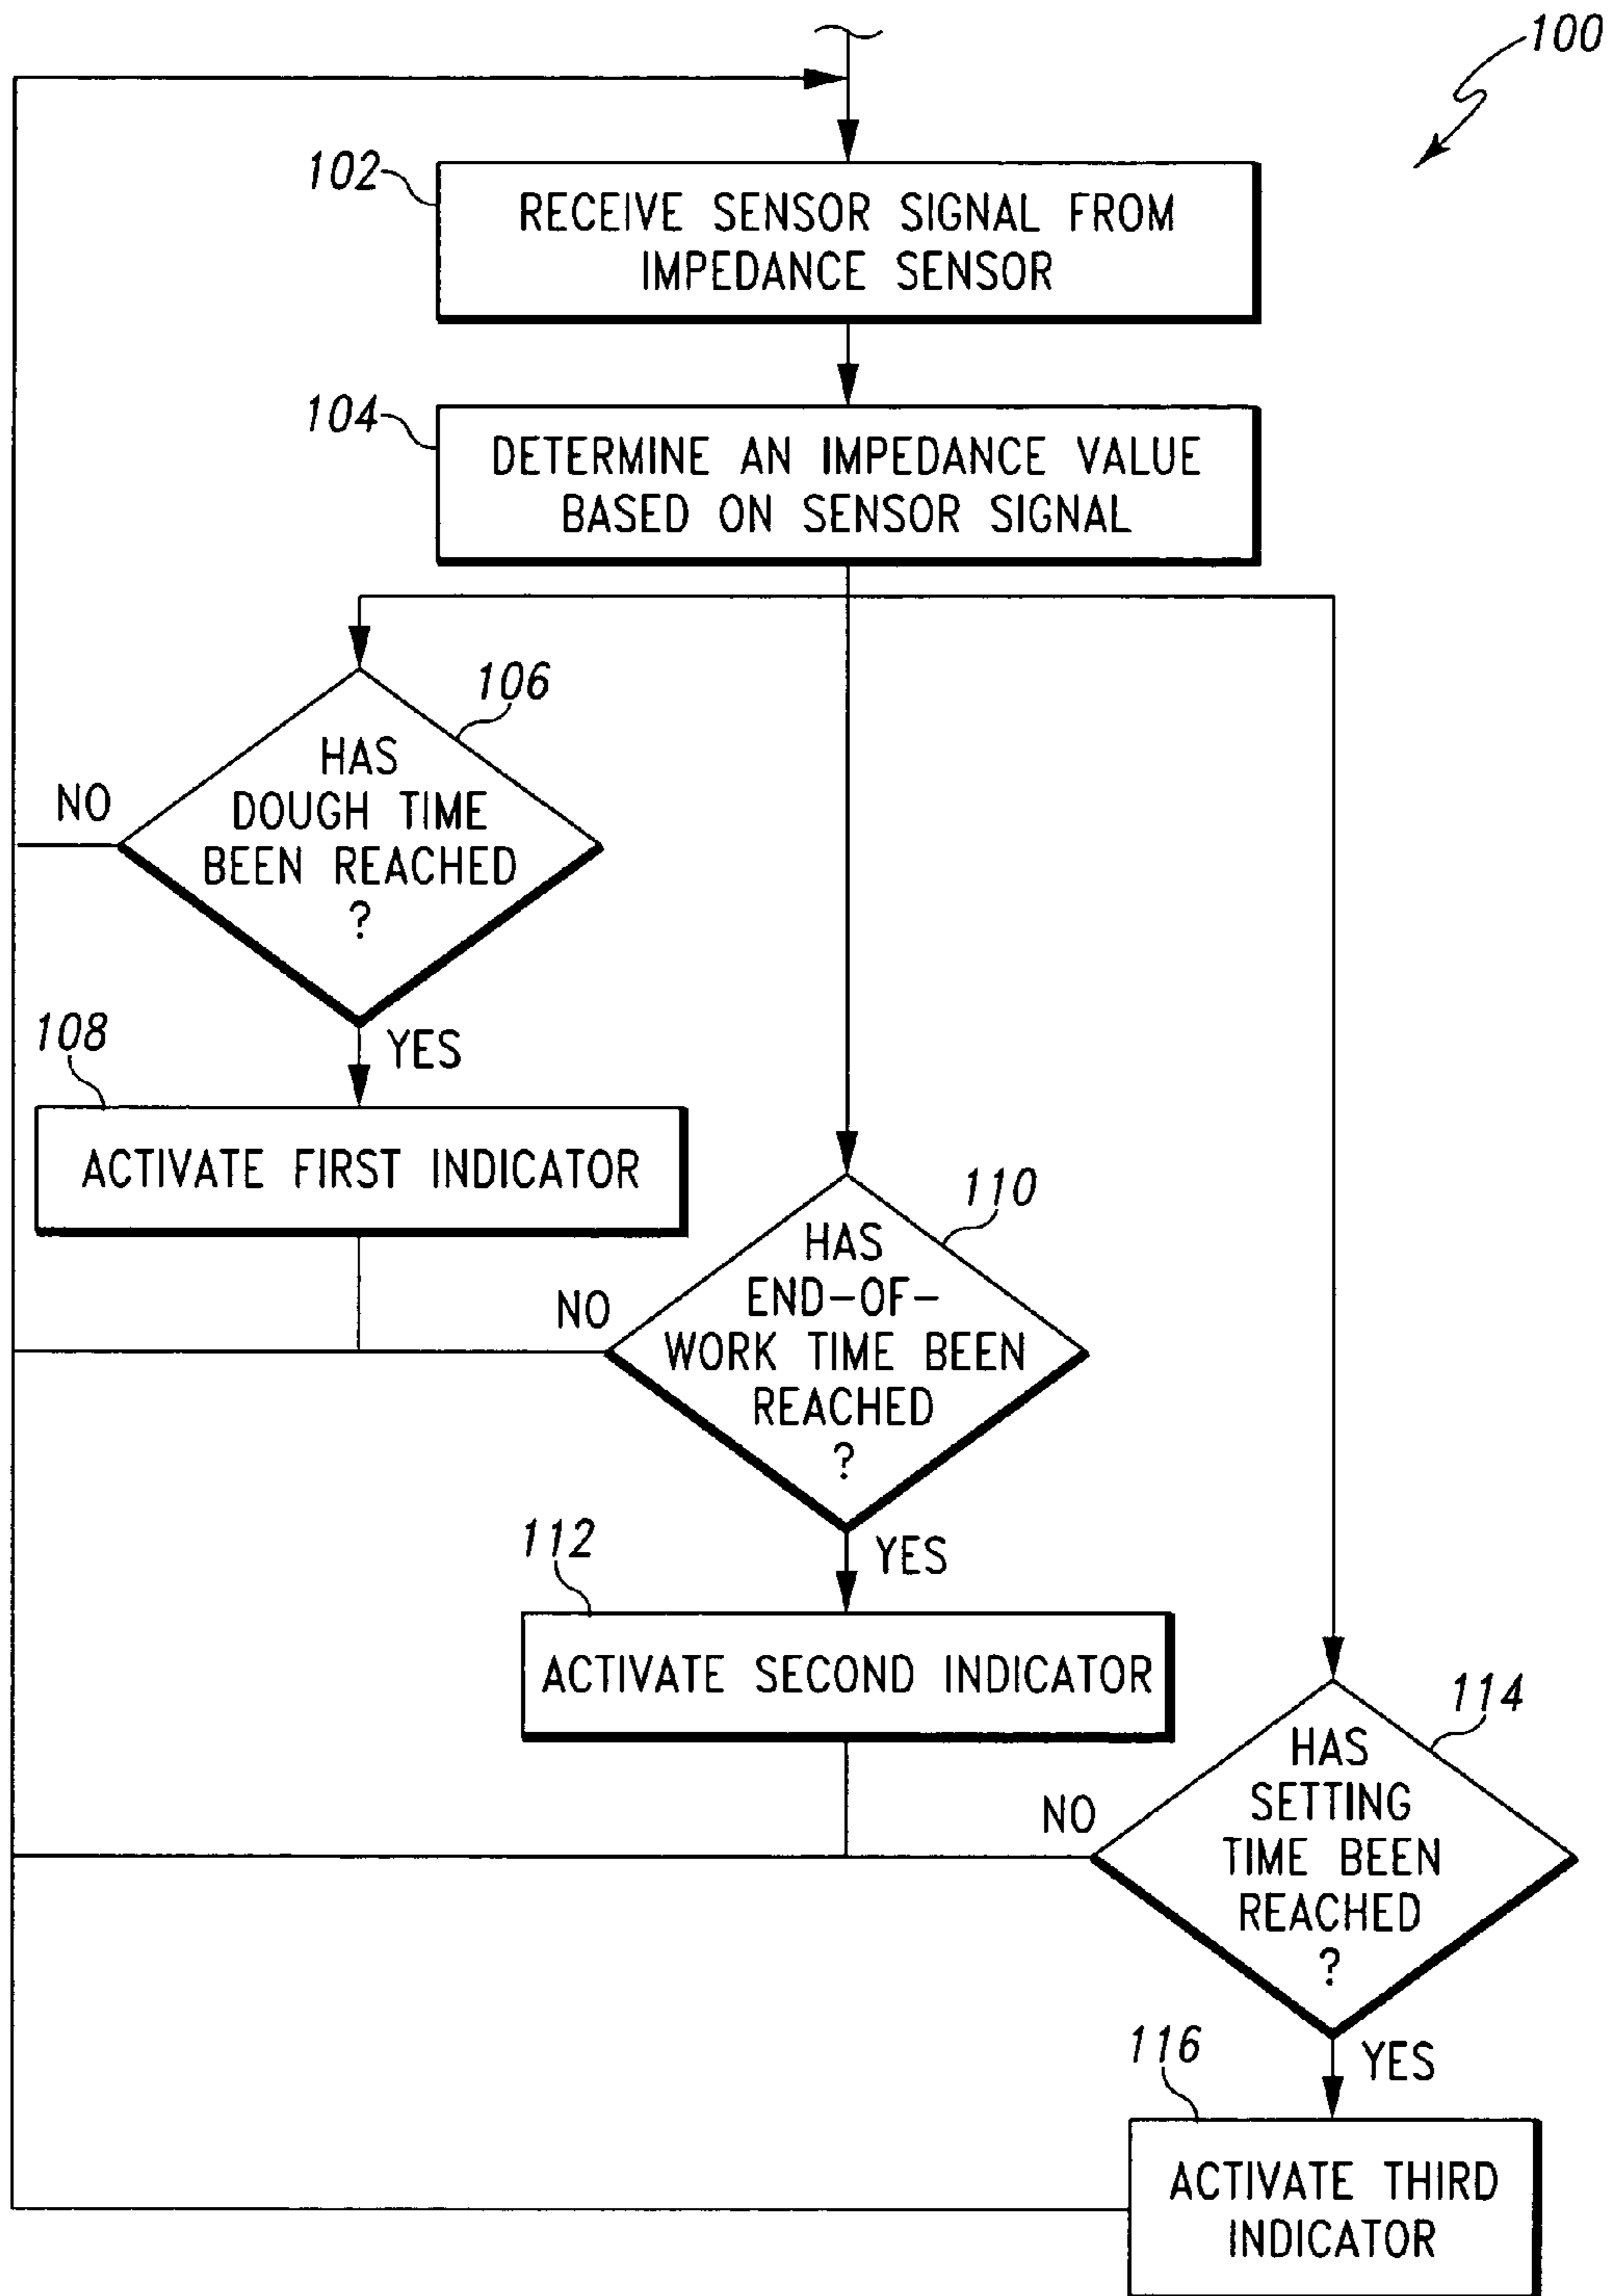 100
102
RECEIVE SENSOR SIGNAL FROM
IMPEDANCE SENSOR
104
DETERMINE AN IMPEDANCE VALUE
BASED ON SENSOR SIGNAL
106
HAS
DOUGH TIME
BEEN REACHED
?
NO
YES
108
ACTIVATE FIRST INDICATOR
110
HAS
END-OF-
WORK TIME BEEN
REACHED
?
NO
YES
112
ACTIVATE SECOND INDICATOR
114
HAS
SETTING
TIME BEEN
REACHED
?
NO
YES
116
ACTIVATE THIRD
INDICATOR